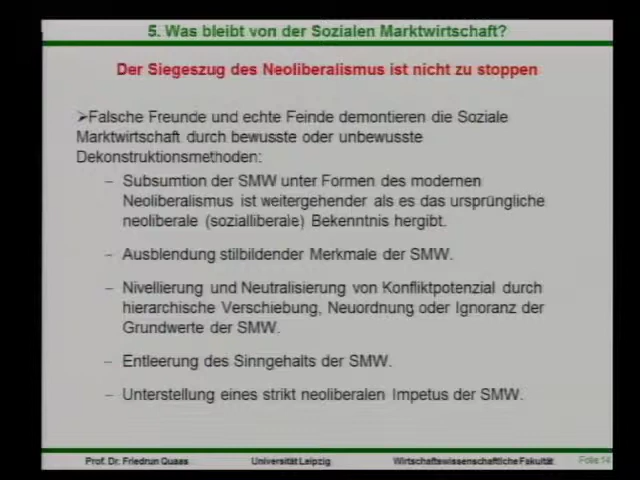 5. Was bleibt von der Sozialen Marktwirtschaft?
Der Siegeszug des Neoliberalismus ist nicht zu stoppen
➢Falsche Freunde und echte Feinde demontieren die Soziale
Marktwirtschaft durch bewusste oder unbewusste
Dekonstruktionsmethoden:
– Subsumtion der SMW unter Formen des modernen
Neoliberalismus ist weitergehender als es das ursprüngliche
neoliberale (sozialliberale) Bekenntnis hergibt.
– Ausblendung stilbildender Merkmale der SMW.
– Nivellierung und Neutralisierung von Konfliktpotenzial durch
hierarchische Verschiebung, Neuordnung oder Ignoranz der
Grundwerte der SMW.
– Entleerung des Sinngehalts der SMW.
– Unterstellung eines strikt neoliberalen Impetus der SMW.
Prof. Dr. Friedrun Quaas Universität Leipzig Wirtschaftswissenschaftliche Fakultät Folie 14